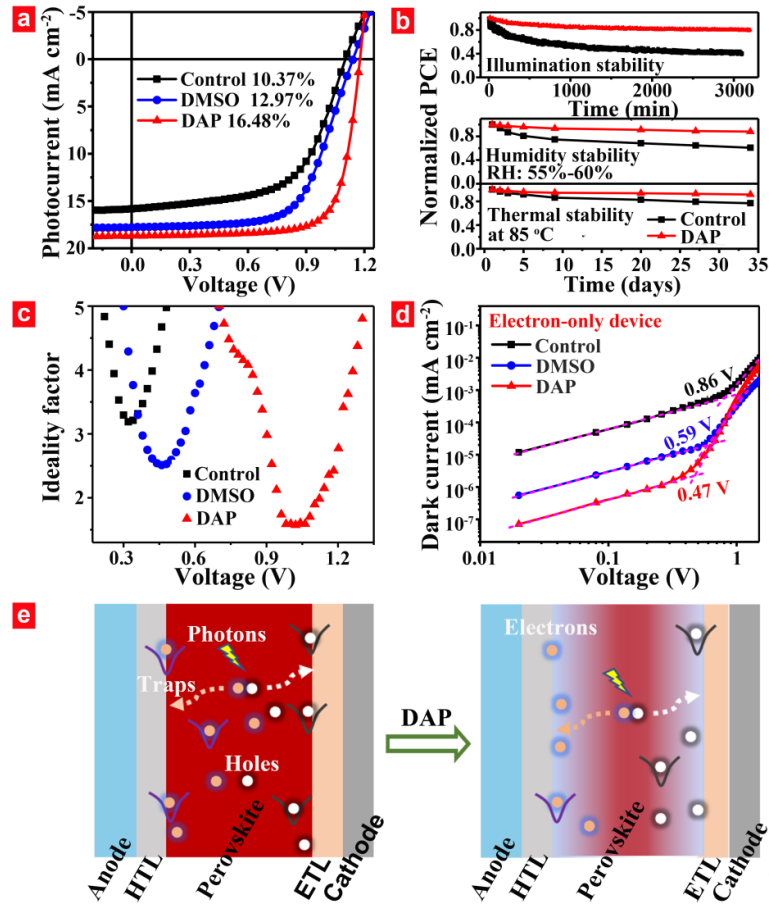 a
Photocurrent (mA cm⁻²)
-5
0
5
10
15
20
Control 10.37%
DMSO 12.97%
DAP 16.48%
0.0 0.3 0.6 0.9 1.2
Voltage (V)
b
Normalized PCE
0.8
0.4
0.0
Illumination stability
0 1000 2000 3000
Time (min)
0.8
0.4
Humidity stability
RH: 55%-60%
0.8
0.4
0.0
Thermal stability
at 85 °C
Control
DAP
0 5 10 15 20 25 30 35
Time (days)
c
Ideality factor
5
4
3
2
Control
DMSO
DAP
0.3 0.6 0.9 1.2
Voltage (V)
d
Dark current (mA cm⁻²)
10⁻¹
10⁻²
10⁻³
10⁻⁴
10⁻⁵
10⁻⁶
10⁻⁷
Electron-only device
Control
DMSO
DAP
0.86 V
0.59 V
0.47 V
0.01 0.1 1
Voltage (V)
e
Photons
Traps
Holes
Anode
HTL
Perovskite
ETL
Cathode
DAP
Electrons
Anode
HTL
Perovskite
ETL
Cathode